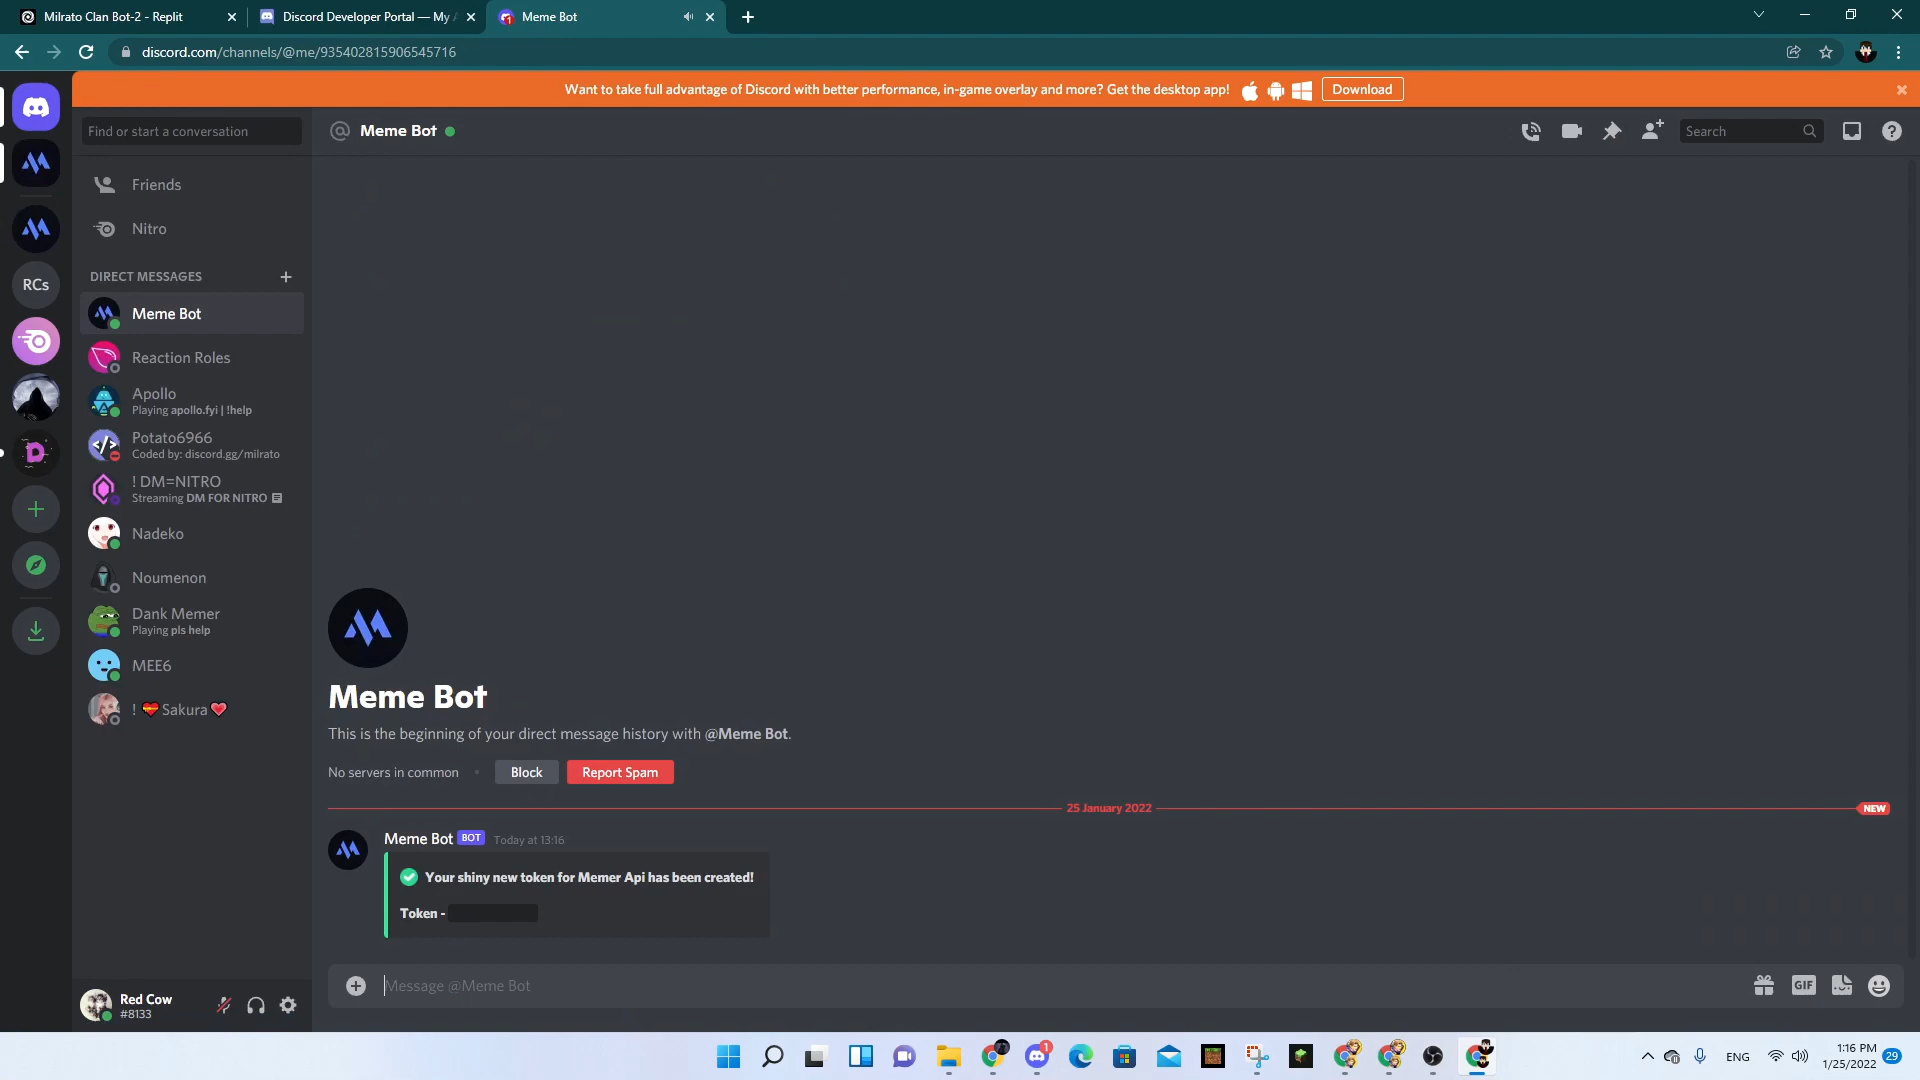 Milrato Clan Bot-2 - Replit
Discord Developer Portal — My A
Meme Bot
discord.com/channels/@me/935402815906545716
Want to take full advantage of Discord with better performance, in-game overlay and more? Get the desktop app!
Download
Find or start a conversation
Meme Bot
Search
Friends
Nitro
RCs
DIRECT MESSAGES
Meme Bot
Reaction Roles
Apollo
Playing apollo.fyi | !help
Potato6966
Coded by: discord.gg/milrato
! DM=NITRO
Streaming DM FOR NITRO
Nadeko
Noumenon
Dank Memer
Playing pls help
MEE6
! Sakura
Meme Bot
This is the beginning of your direct message history with @Meme Bot.
No servers in common
Block
Report Spam
25 January 2022
NEW
Meme Bot BOT Today at 13:16
Your shiny new token for Memer Api has been created!
Token -
Message @Meme Bot
GIF
Red Cow
#8133
ENG
1:16 PM
1/25/2022
29